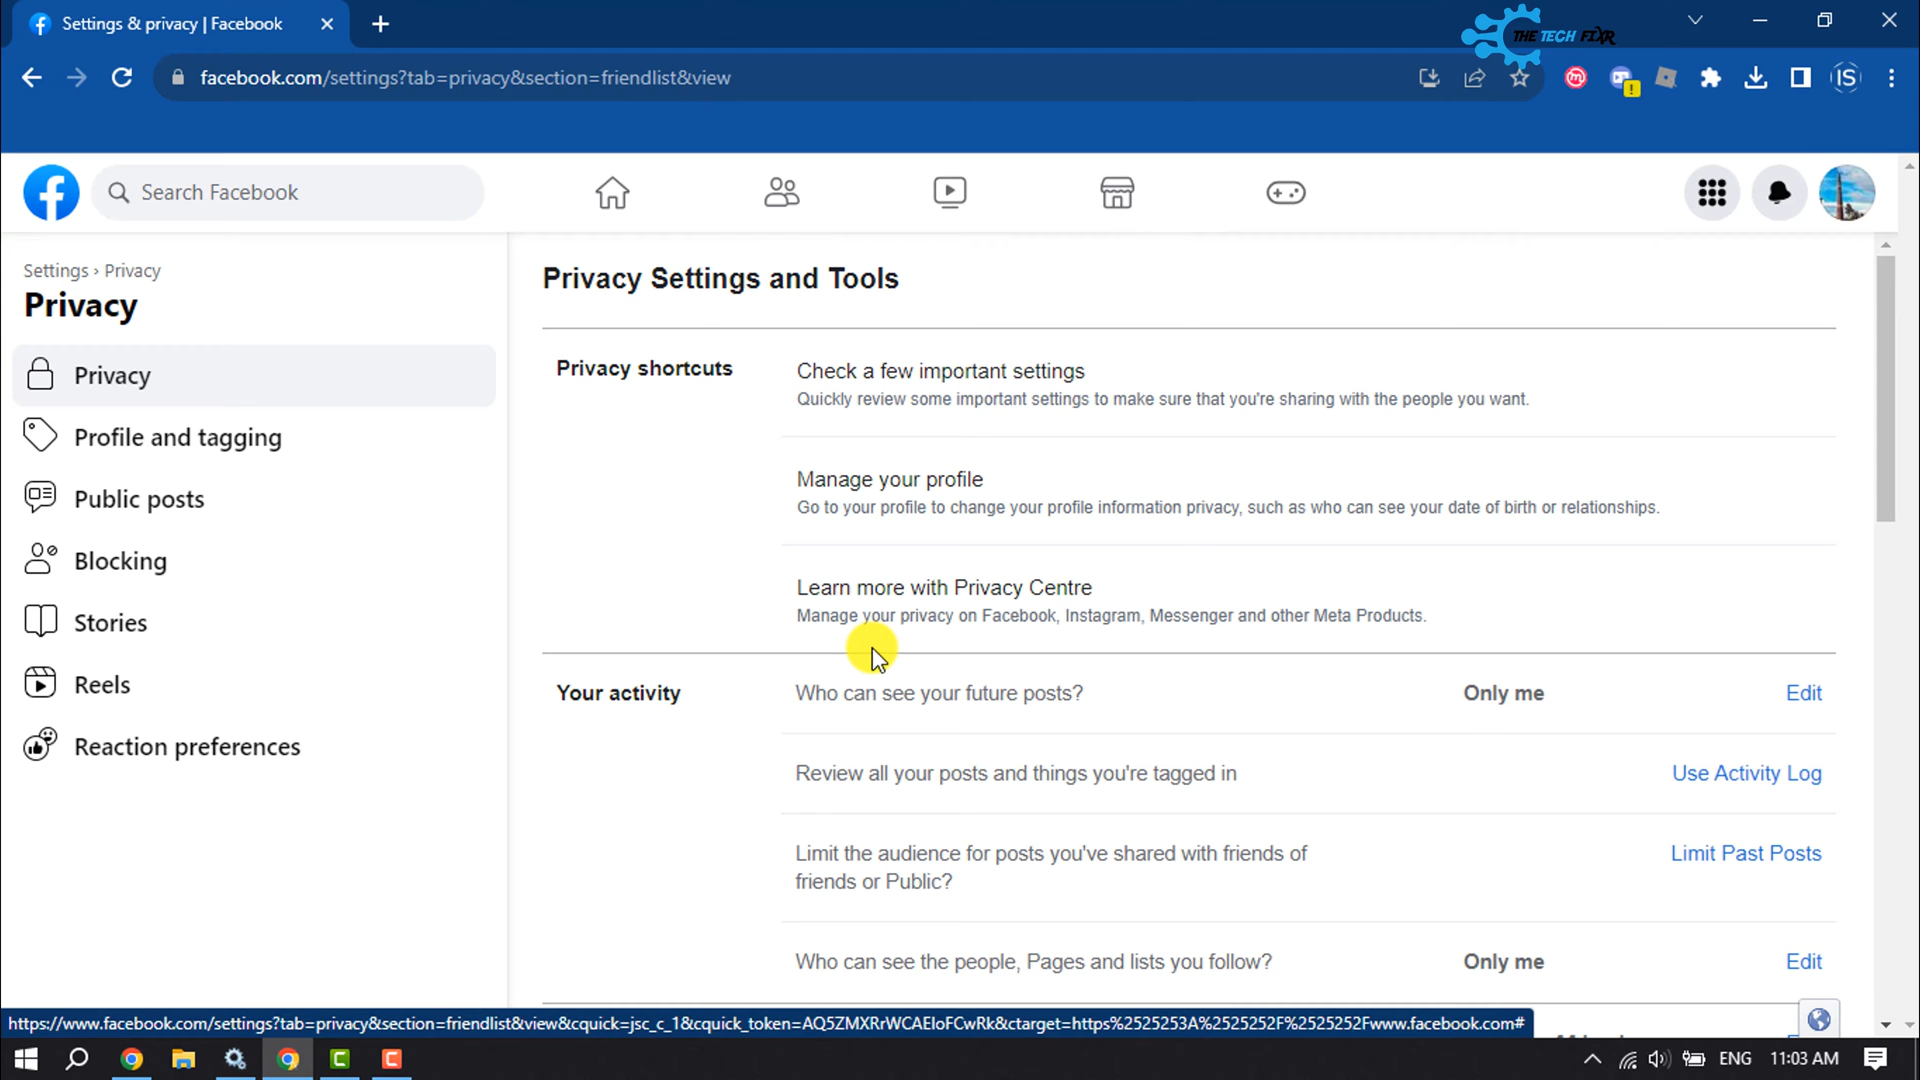 Settings & privacy | Facebook
THE TECH FIXR
facebook.com/settings?tab=privacy&section=friendlist&view
IS
Search Facebook
Settings › Privacy
Privacy
Privacy
Profile and tagging
Public posts
Blocking
Stories
Reels
Reaction preferences
Privacy Settings and Tools
Privacy shortcuts
Check a few important settings
Quickly review some important settings to make sure that you're sharing with the people you want.
Manage your profile
Go to your profile to change your profile information privacy, such as who can see your date of birth or relationships.
Learn more with Privacy Centre
Manage your privacy on Facebook, Instagram, Messenger and other Meta Products.
Your activity
Who can see your future posts? Only me Edit
Review all your posts and things you're tagged in Use Activity Log
Limit the audience for posts you've shared with friends of Limit Past Posts
friends or Public?
Who can see the people, Pages and lists you follow? Only me Edit
https://www.facebook.com/settings?tab=privacy&section=friendlist&view&cquick=jsc_c_1&cquick_token=AQ5ZMXRrWCAEIoFCwRk&ctarget=https%2525253A%2525252F%2525252Fwww.facebook.com#
ENG 11:03 AM